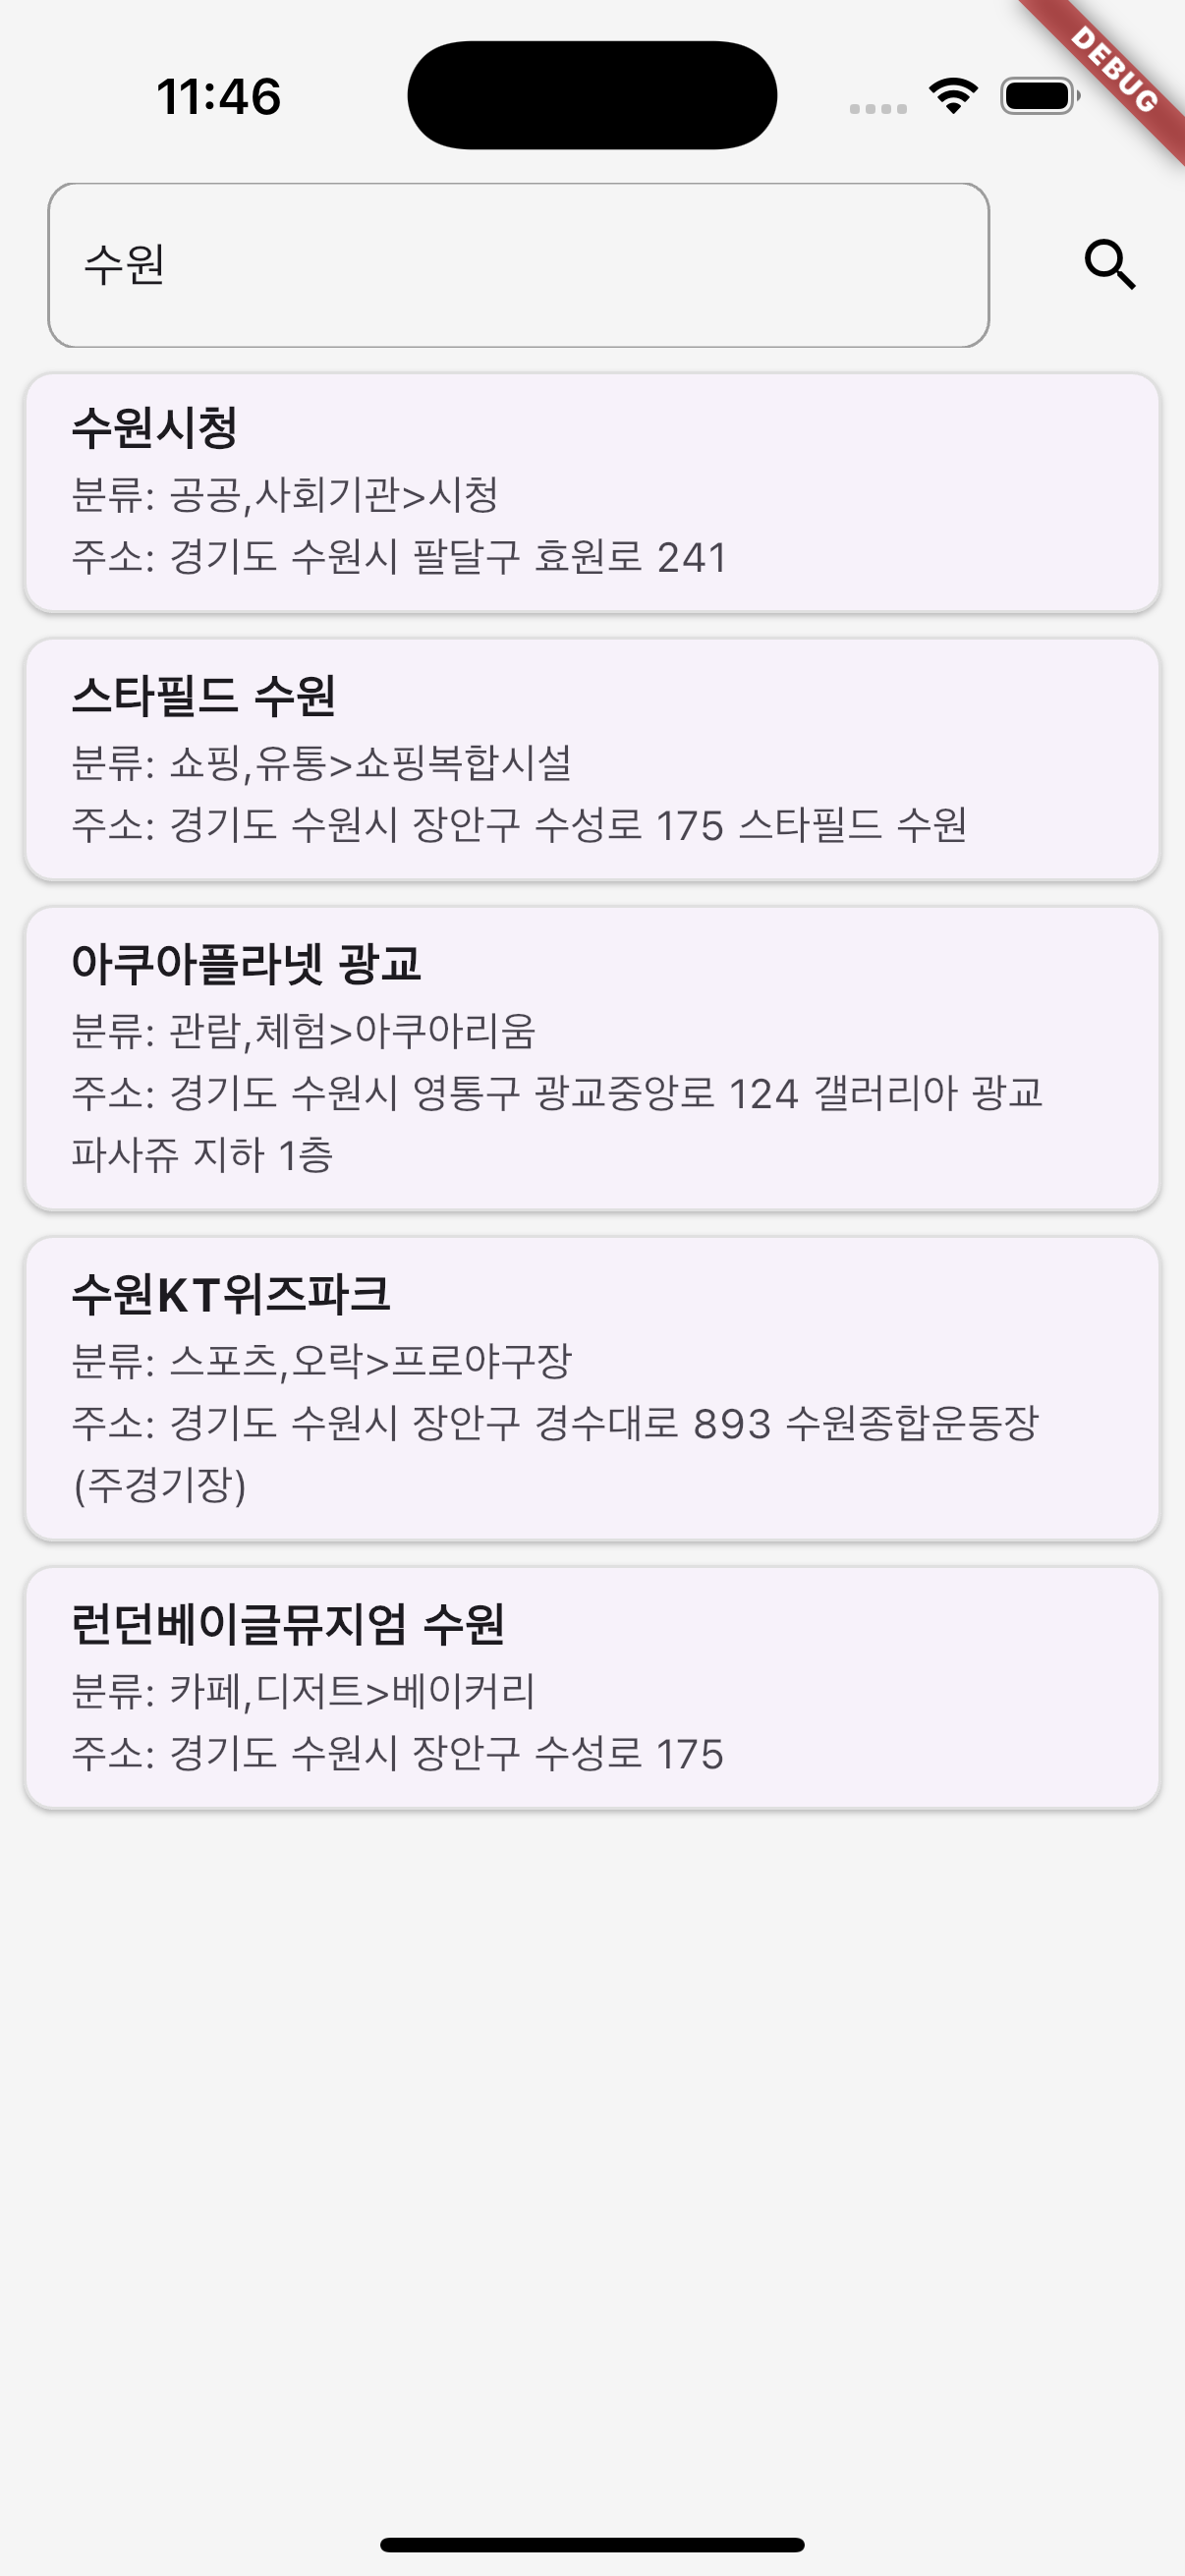 11:46
DEBUG
수원
수원시청
분류: 공공,사회기관>시청
주소: 경기도 수원시 팔달구 효원로 241
스타필드 수원
분류: 쇼핑,유통>쇼핑복합시설
주소: 경기도 수원시 장안구 수성로 175 스타필드 수원
아쿠아플라넷 광교
분류: 관람,체험>아쿠아리움
주소: 경기도 수원시 영통구 광교중앙로 124 갤러리아 광교
파사쥬 지하 1층
수원KT위즈파크
분류: 스포츠,오락>프로야구장
주소: 경기도 수원시 장안구 경수대로 893 수원종합운동장
(주경기장)
런던베이글뮤지엄 수원
분류: 카페,디저트>베이커리
주소: 경기도 수원시 장안구 수성로 175